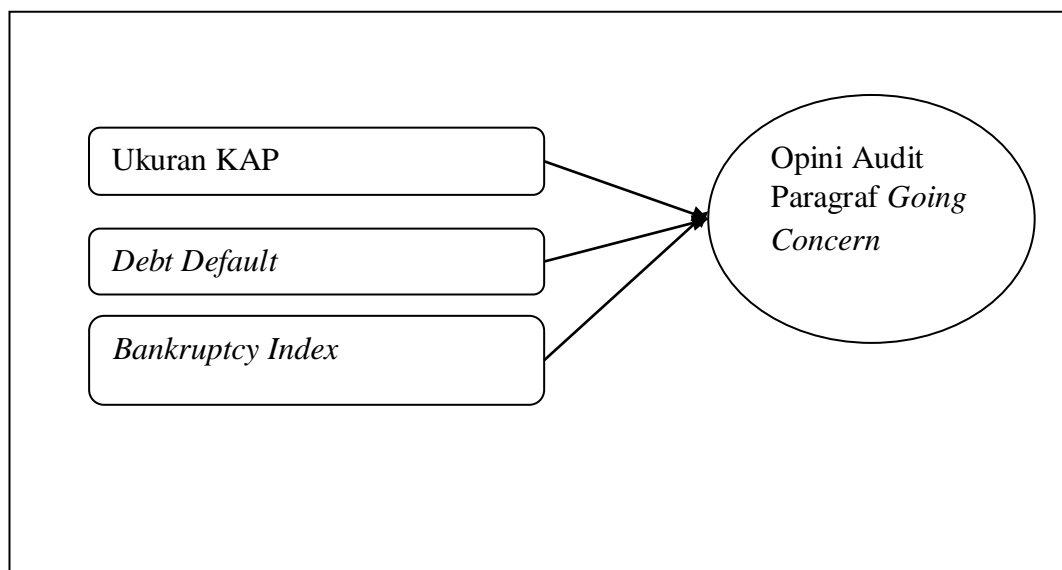 Ukuran KAP
Debt Default
Bankruptcy Index
Opini Audit
Paragraf Going
Concern